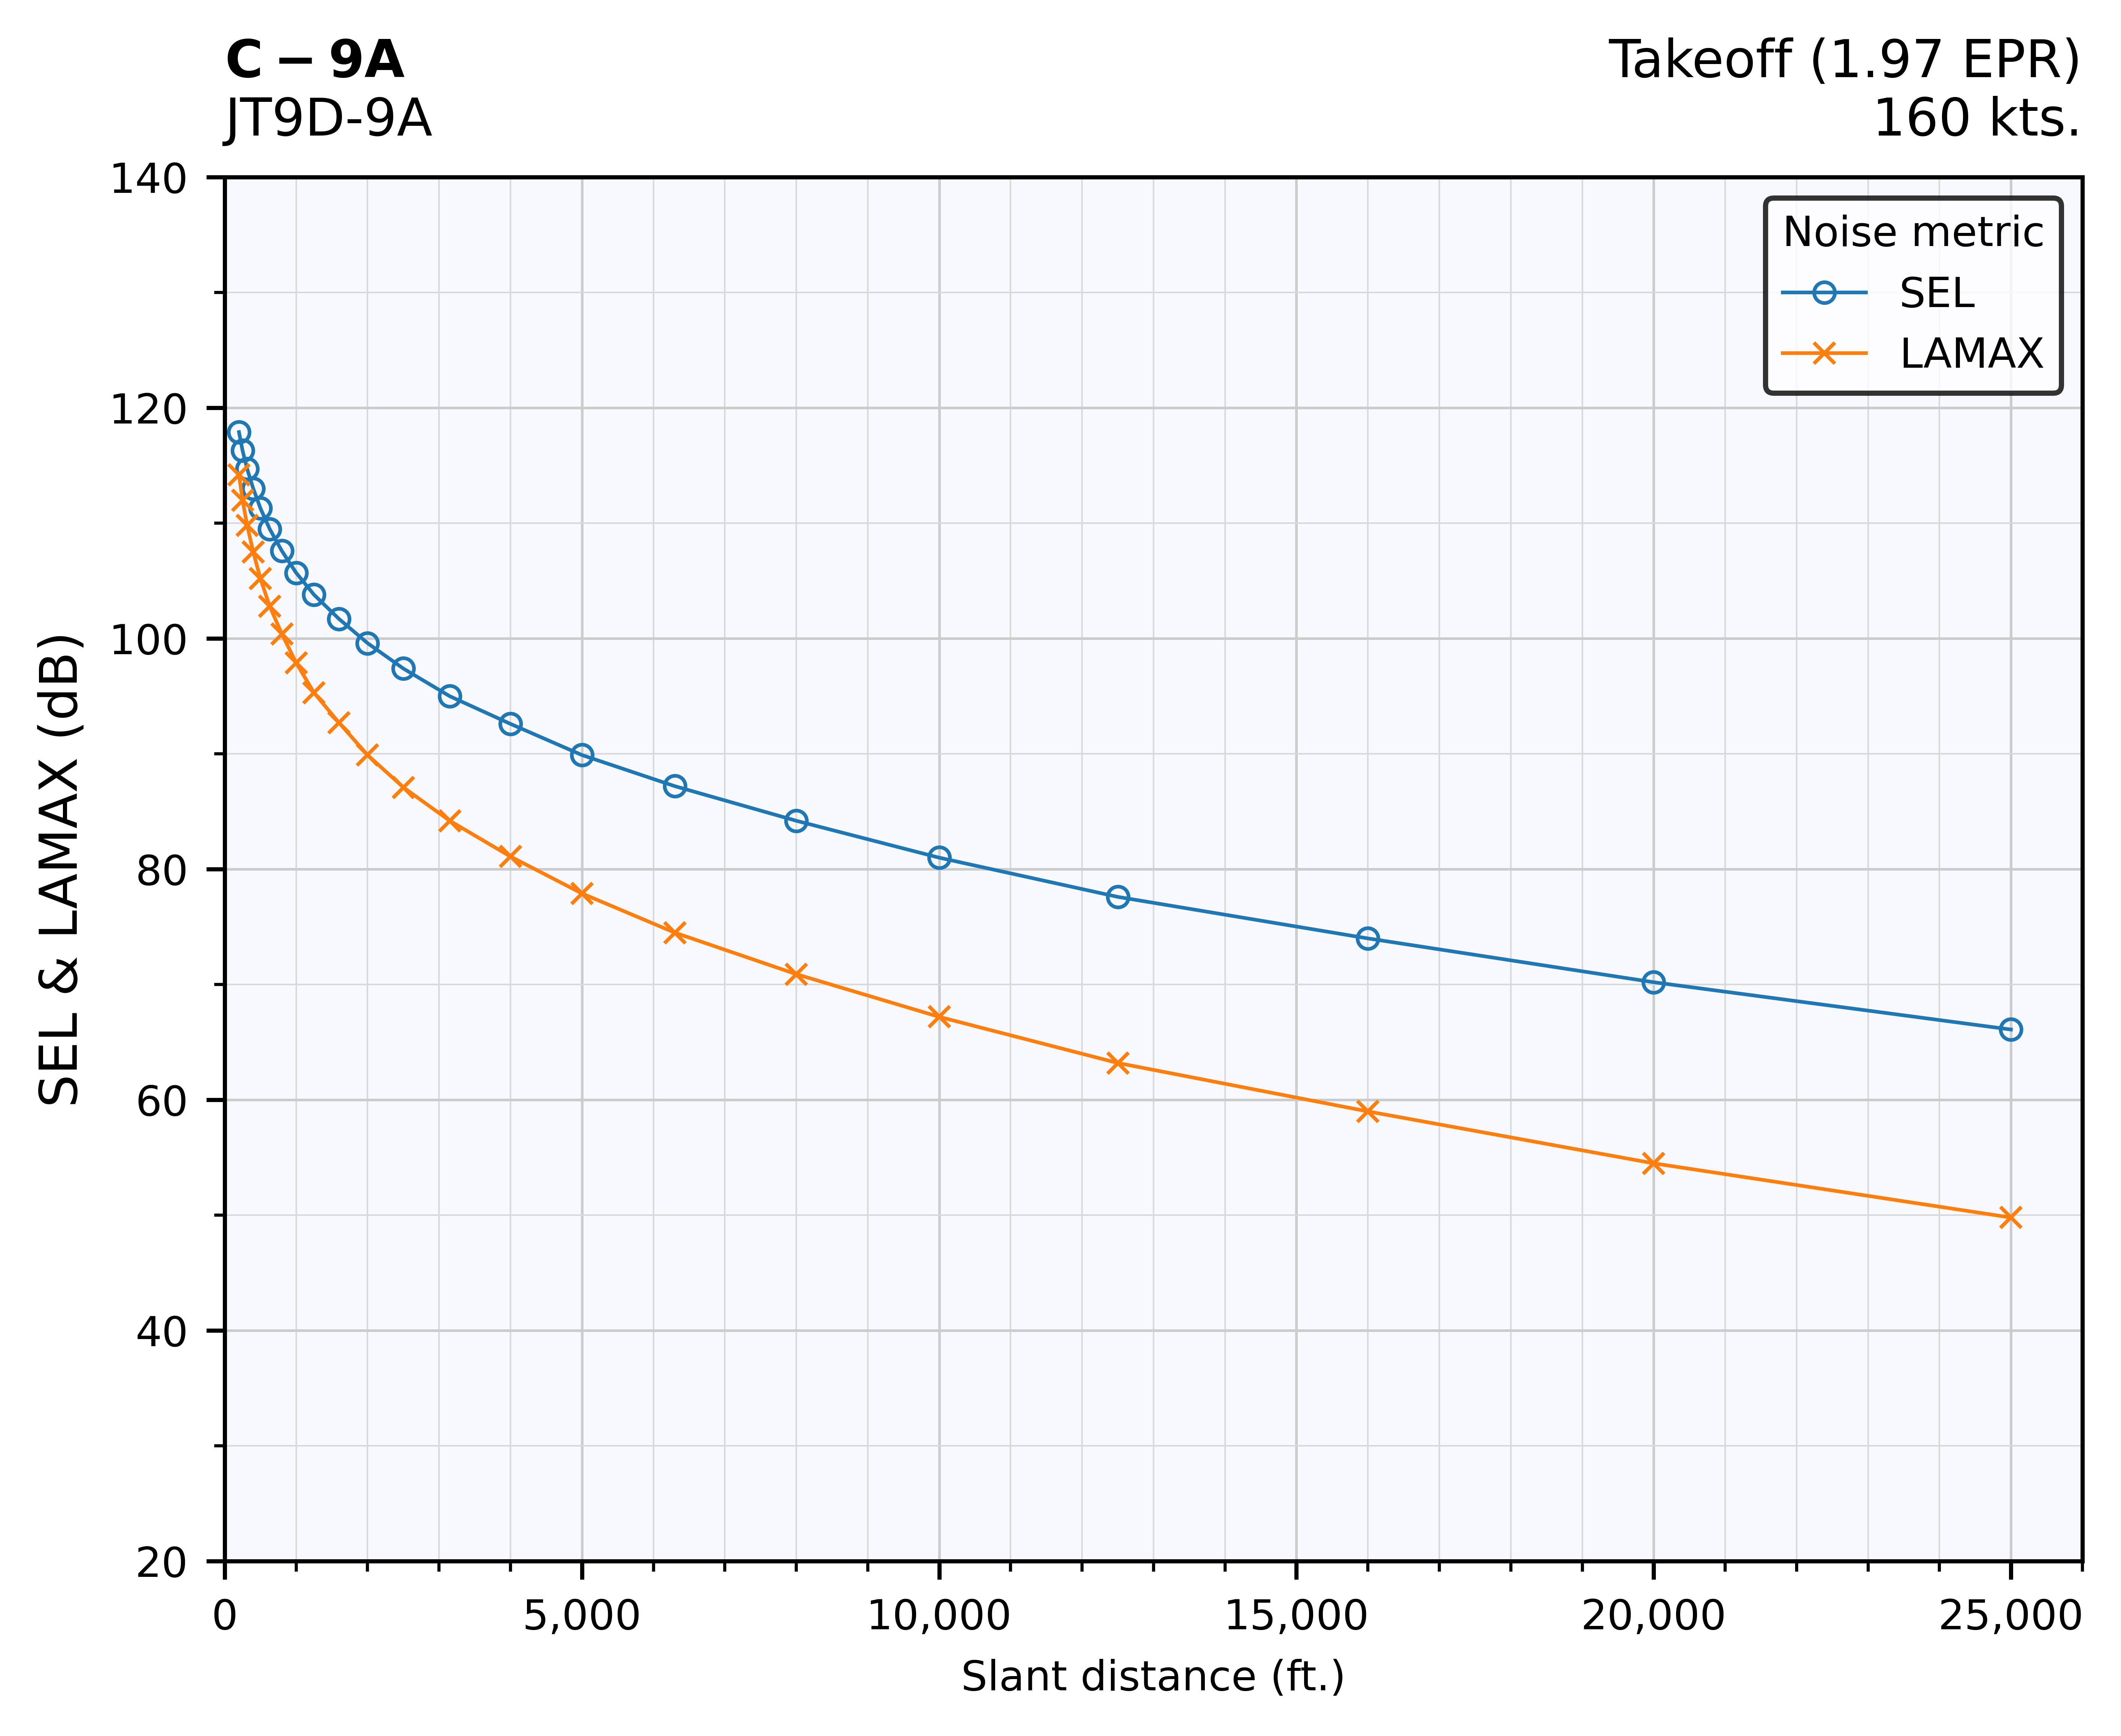 C – 9A
JT9D-9A
Takeoff (1.97 EPR)
160 kts.
Noise metric
SEL
LAMAX
SEL & LAMAX (dB)
140
120
100
80
60
40
20
0
5,000
10,000
15,000
20,000
25,000
Slant distance (ft.)